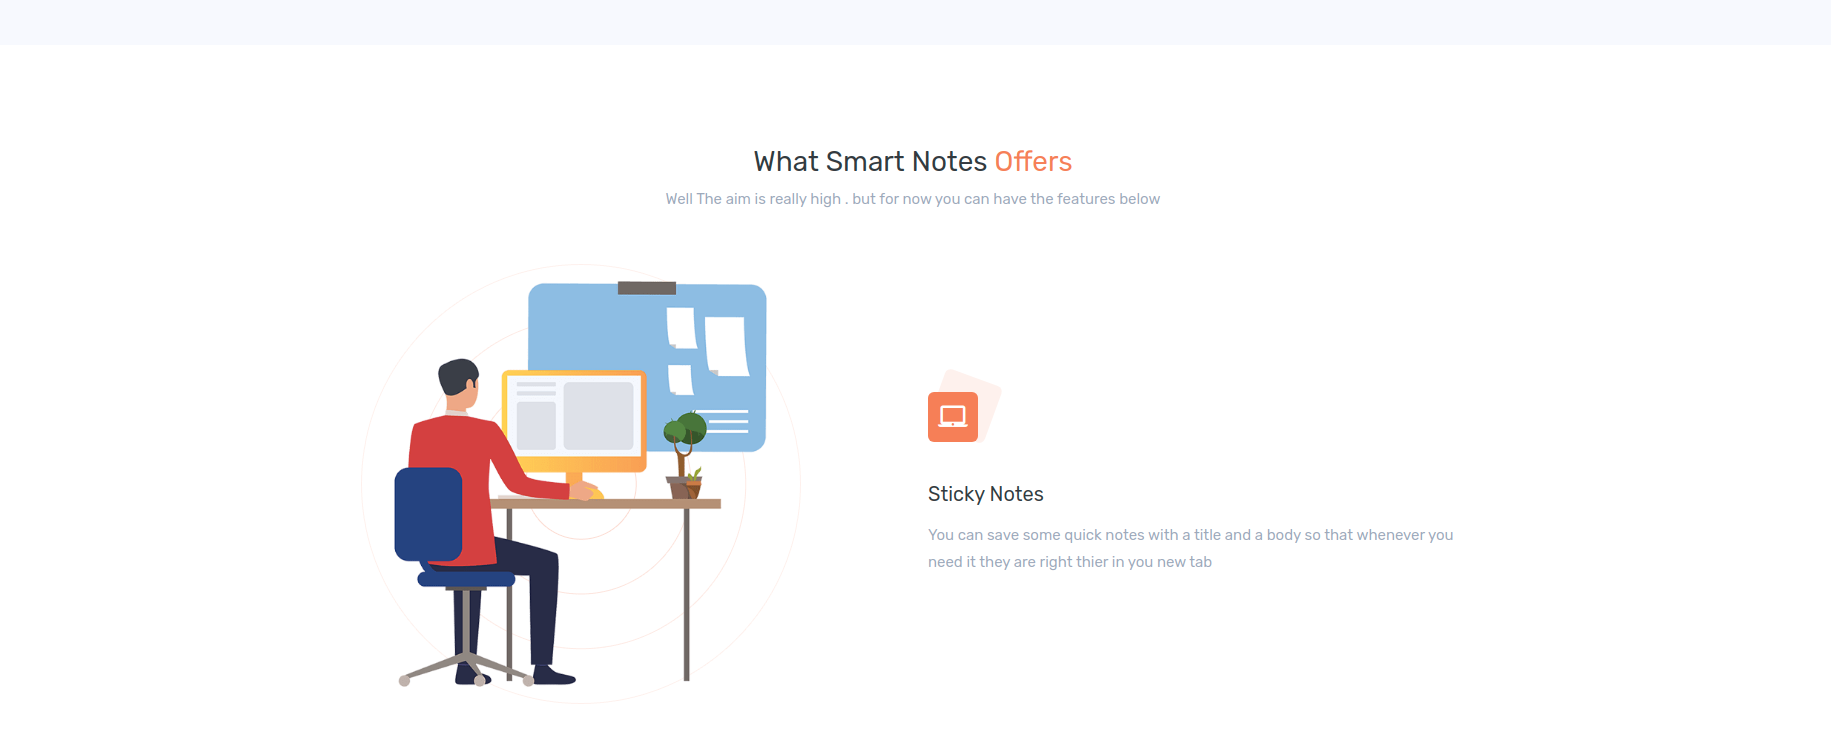 What Smart Notes Offers
Well The aim is really high . but for now you can have the features below
Sticky Notes
You can save some quick notes with a title and a body so that whenever you
need it they are right thier in you new tab